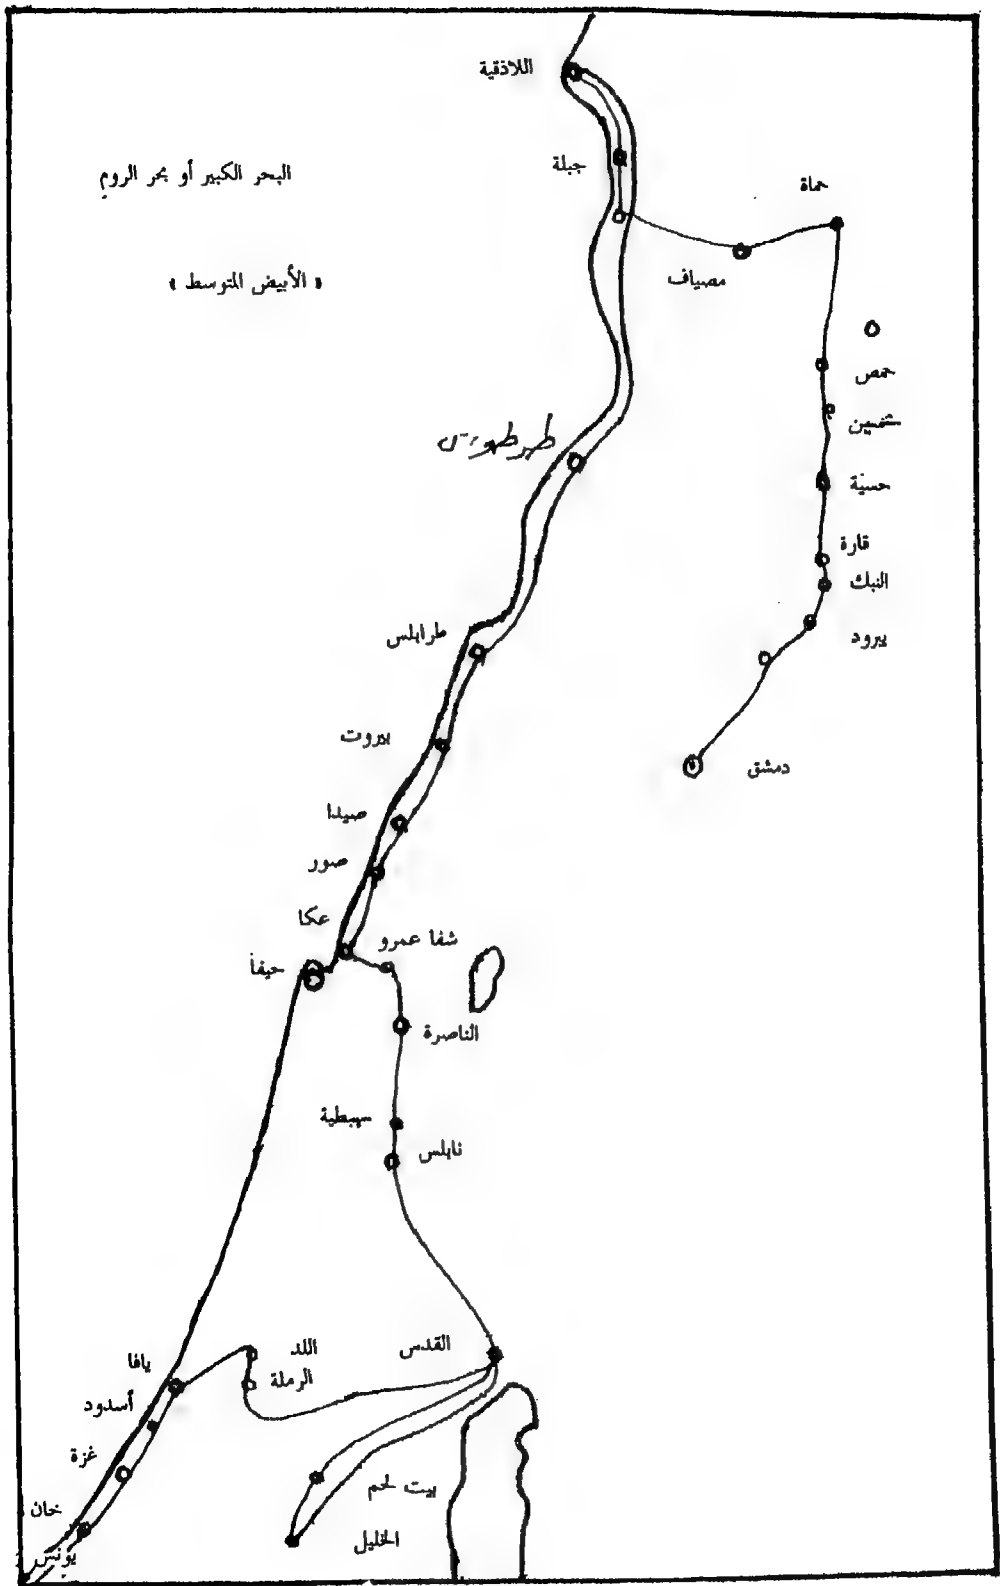 اللاذقية
جبلة
البحر الكبير أو بحر الروم
حماة
مصياف
« الأبيض المتوسط »
حمص
شمسين
طرطوس
حسية
قارة
النبك
طرابلس
يبرود
بيروت
دمشق
صيدا
صور
عكا
شفا عمرو
حيفا
الناصرة
سبطية
نابلس
القدس
اللد
يافا
الرملة
أسدود
غزة
بيت لحم
خان
الخليل
يونس